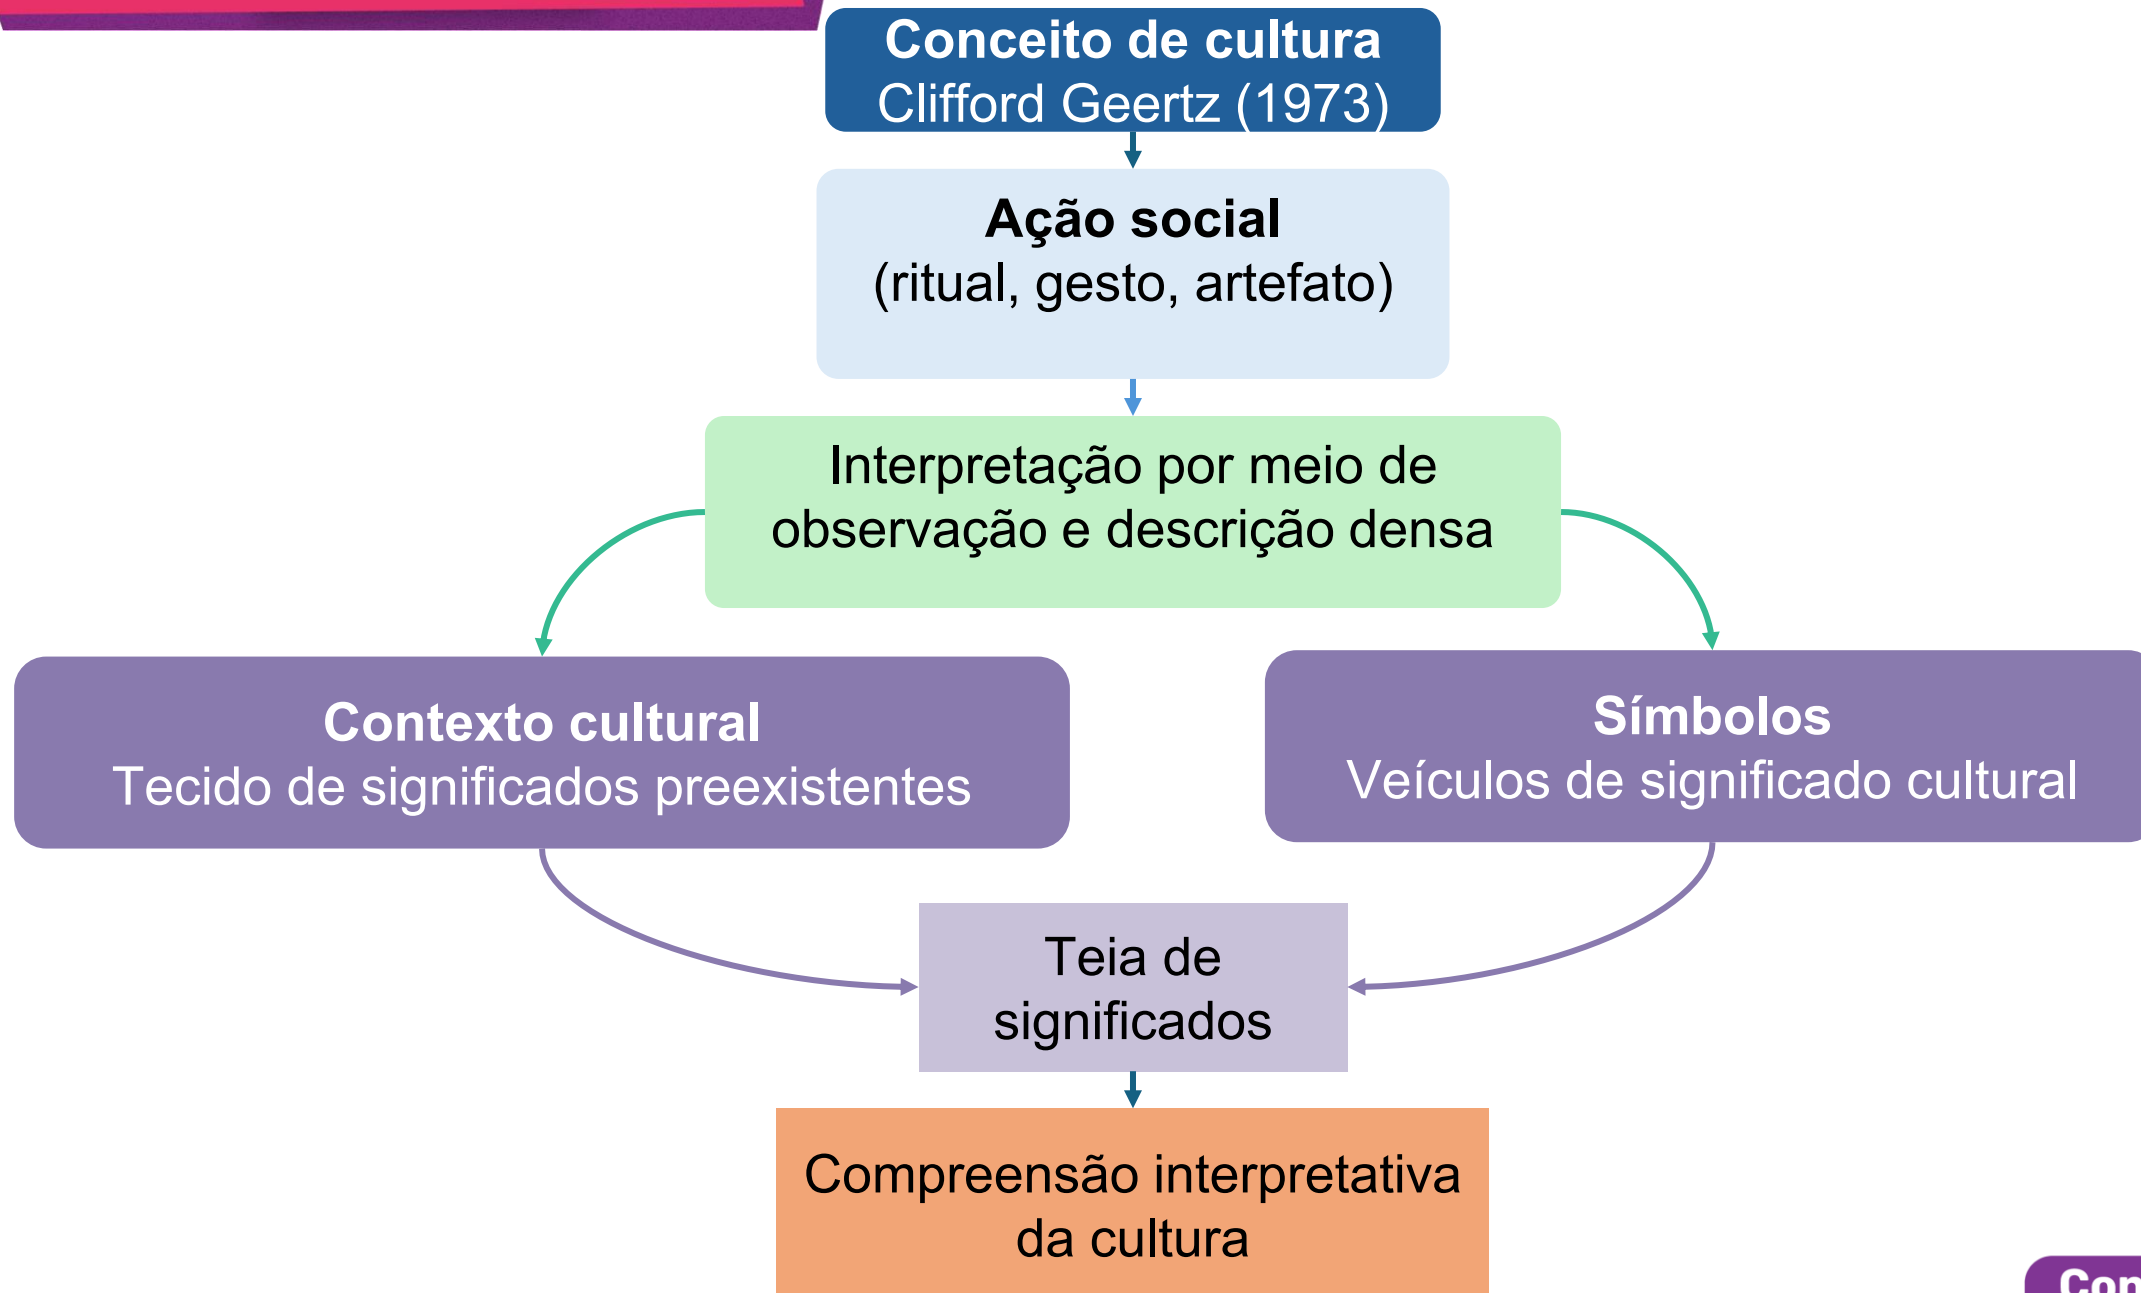 Conceito de cultura
Clifford Geertz (1973)
Ação social
(ritual, gesto, artefato)
Interpretação por meio de
observação e descrição densa
Contexto cultural
Tecido de significados preexistentes
Símbolos
Veículos de significado cultural
Teia de
significados
Compreensão interpretativa
da cultura